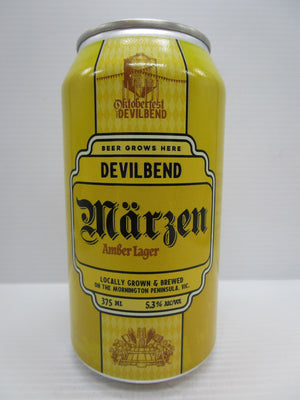 Oktoberfest
DEVILBEND
BEER GROWS HERE
DEVILBEND
Märzen
Amber Lager
LOCALLY GROWN & BREWED
ON THE MORNINGTON PENINSULA, VIC.
375 ML
5.3% ALC/VOL